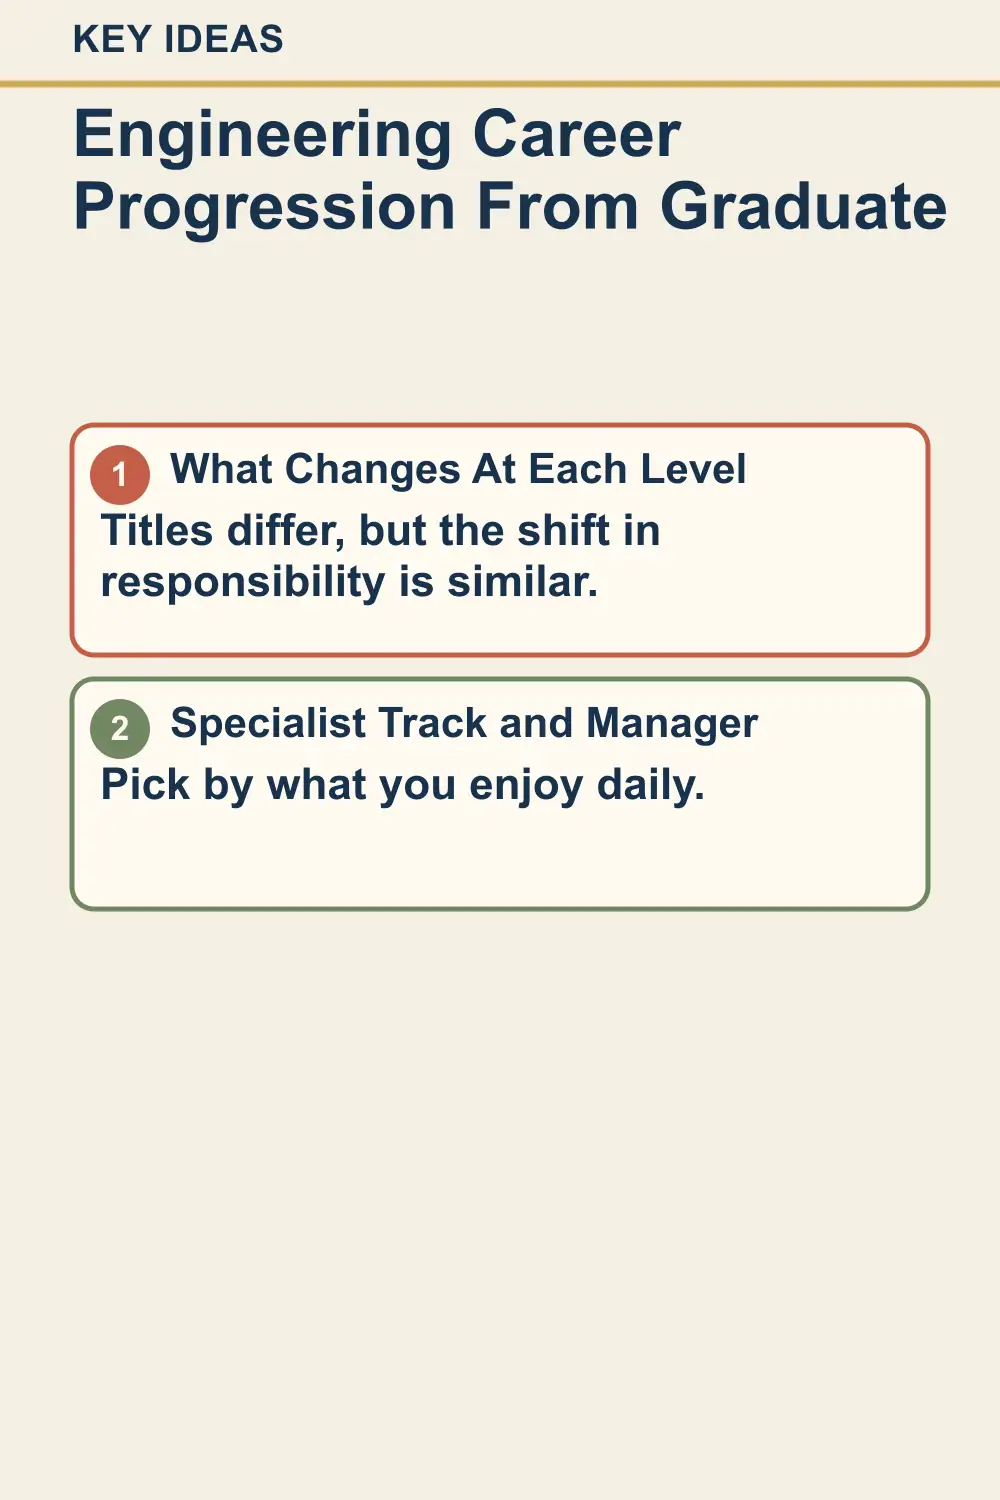 KEY IDEAS
Engineering Career
Progression From Graduate
1 What Changes At Each Level
Titles differ, but the shift in
responsibility is similar.
2 Specialist Track and Manager
Pick by what you enjoy daily.